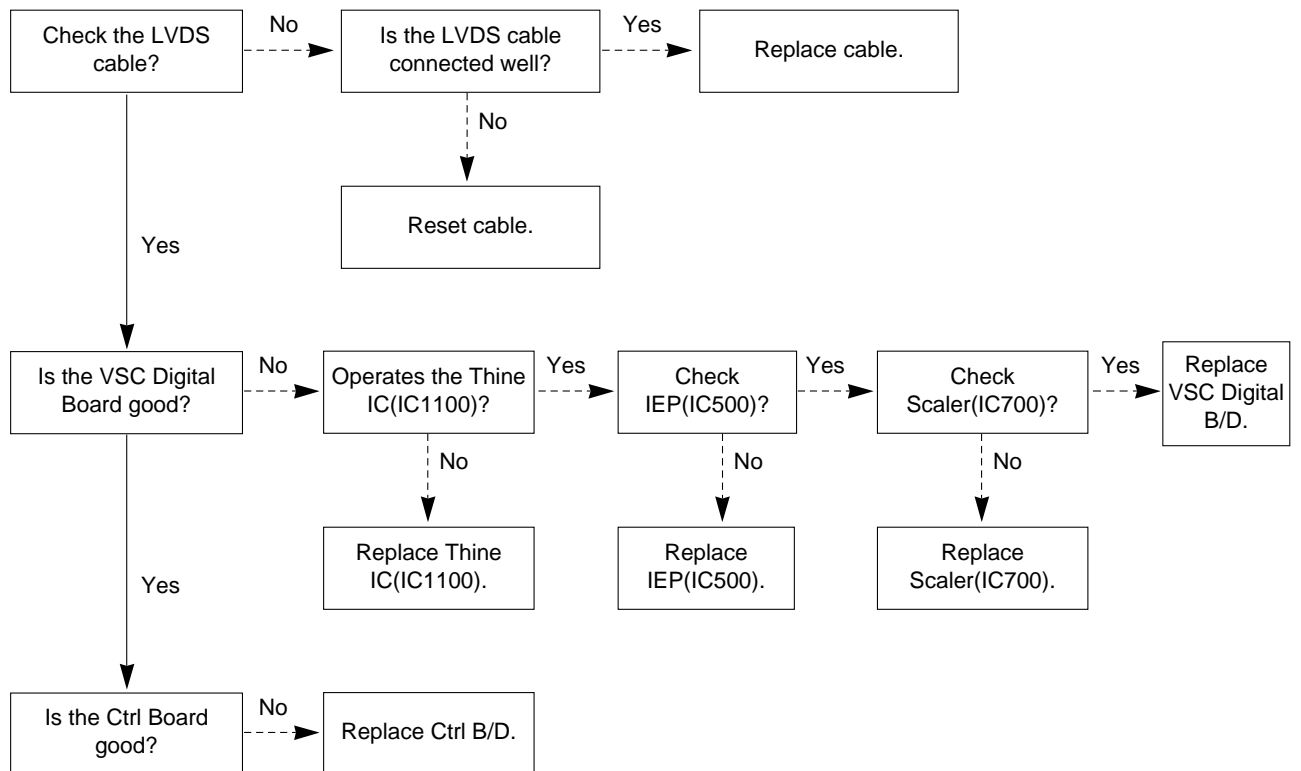 Check the LVDS
cable?
No
Is the LVDS cable
connected well?
Yes
Replace cable.
No
Reset cable.
Yes
Is the VSC Digital
Board good?
No
Operates the Thine
IC(IC1100)?
Yes
Check
IEP(IC500)?
Yes
Check
Scaler(IC700)?
Yes
Replace
VSC Digital
B/D.
No
No
No
Replace Thine
IC(IC1100).
Replace
IEP(IC500).
Replace
Scaler(IC700).
Yes
Is the Ctrl Board
good?
No
Replace Ctrl B/D.